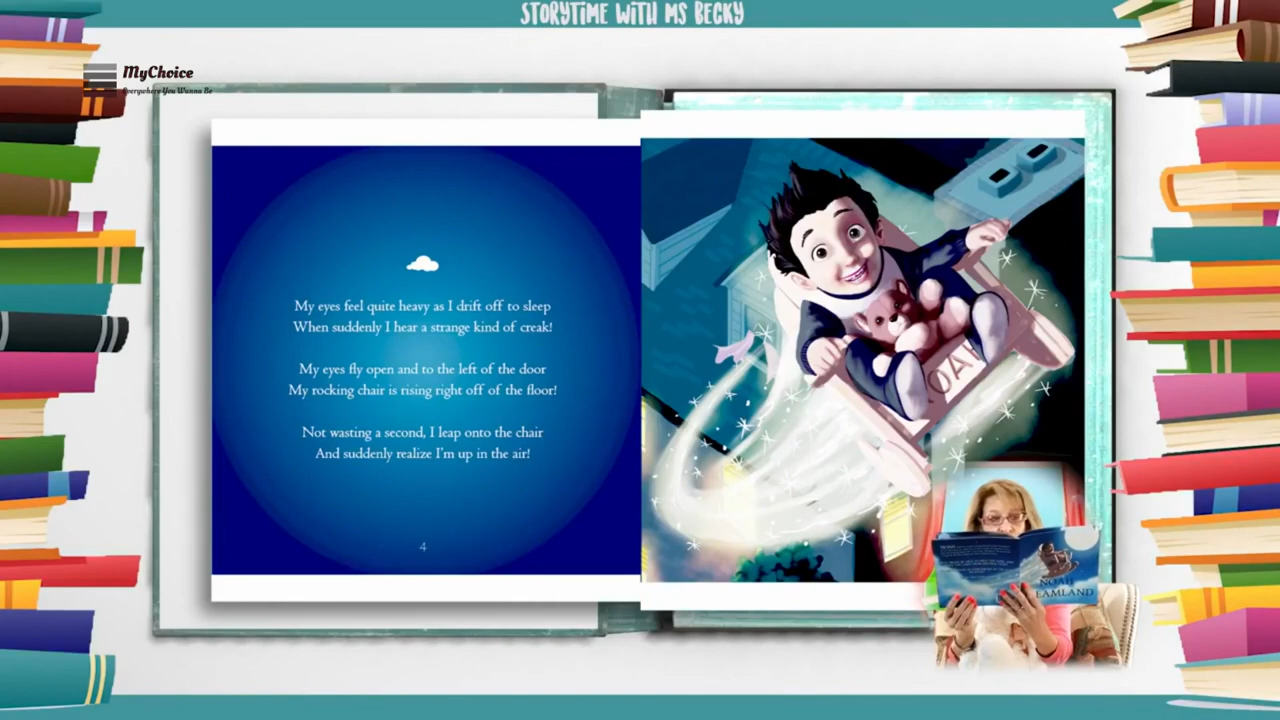 STORYTIME WITH MS BECKY
MyChoice
Everywhere You Wanna Be
My eyes feel quite heavy as I drift off to sleep
When suddenly I hear a strange kind of creak!
My eyes fly open and to the left of the door
My rocking chair is rising right off of the floor!
Not wasting a second, I leap onto the chair
And suddenly realize I'm up in the air!
4
NOAH
NOAH
EAMLAND